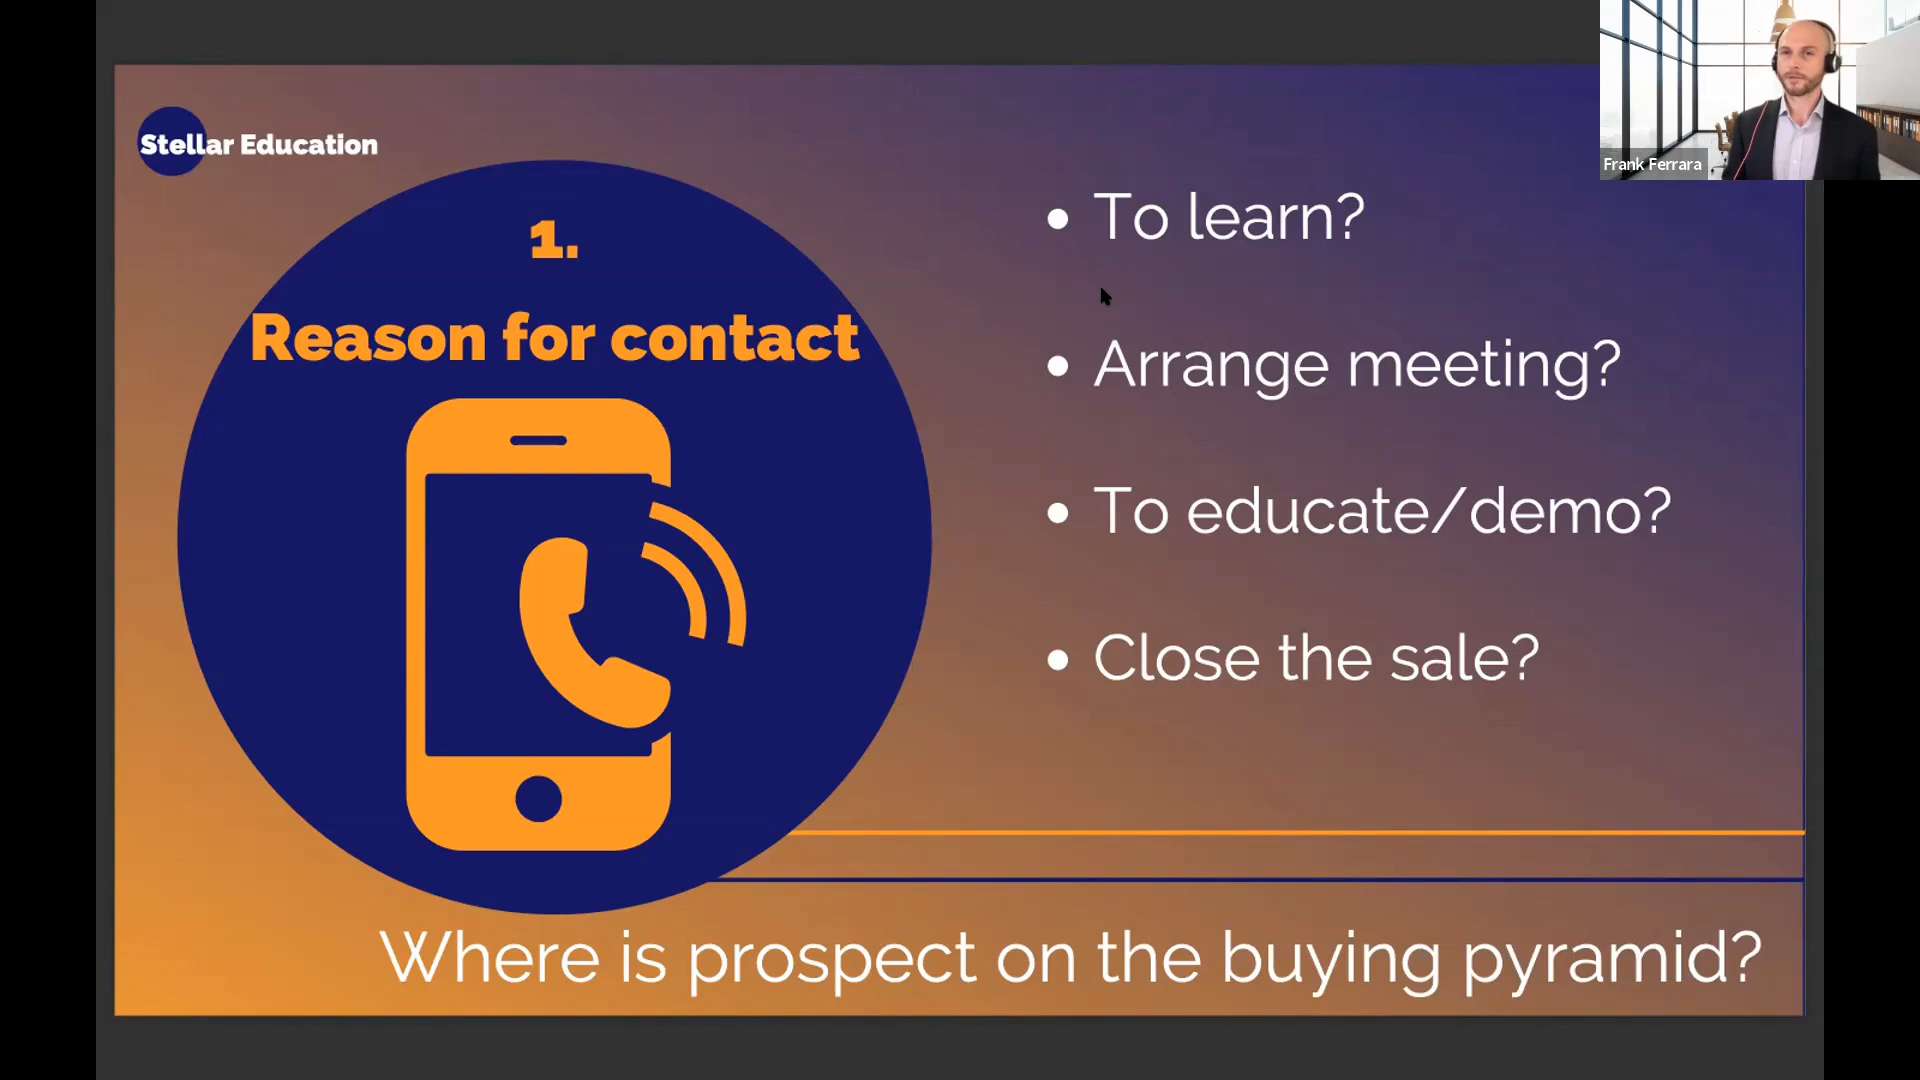 Stellar Education
1.
Reason for contact
• To learn?
• Arrange meeting?
• To educate/demo?
• Close the sale?
Where is prospect on the buying pyramid?
Frank Ferrara